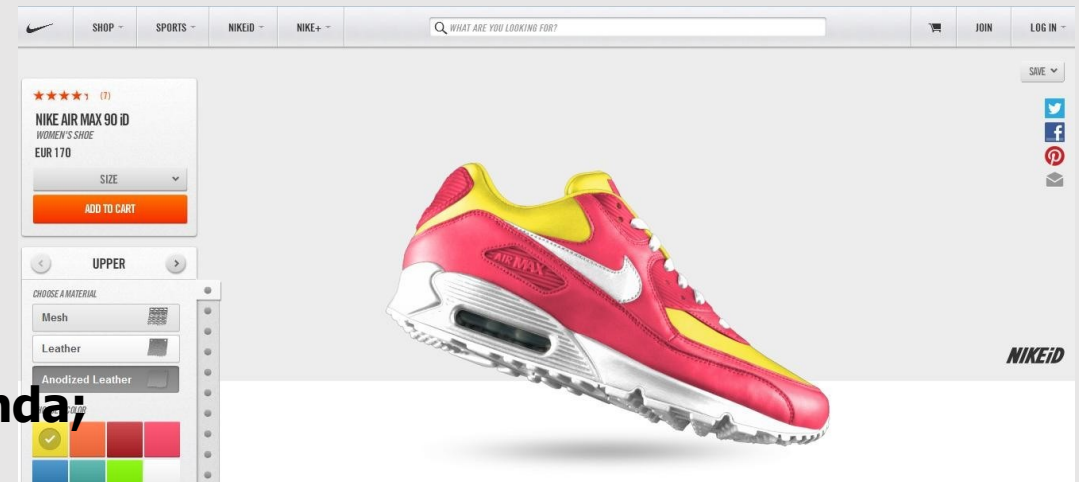 SHOP
SPORTS
NIKEiD
NIKE+
WHAT ARE YOU LOOKING FOR?
JOIN
LOG IN
SAVE
(7)
NIKE AIR MAX 90 iD
WOMEN'S SHOE
EUR 170
SIZE
ADD TO CART
UPPER
CHOOSE A MATERIAL
Mesh
Leather
Anodized Leather
nda;
COLOR
AIR MAX
NIKEiD